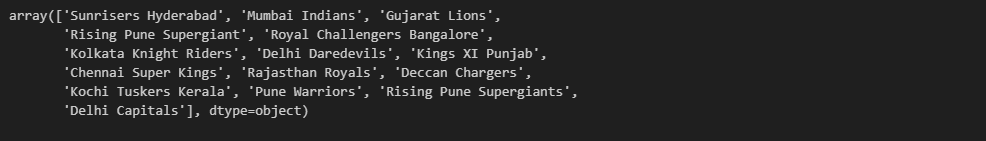 array(['Sunrisers Hyderabad', 'Mumbai Indians', 'Gujarat Lions',
'Rising Pune Supergiant', 'Royal Challengers Bangalore',
'Kolkata Knight Riders', 'Delhi Daredevils', 'Kings XI Punjab',
'Chennai Super Kings', 'Rajasthan Royals', 'Deccan Chargers',
'Kochi Tuskers Kerala', 'Pune Warriors', 'Rising Pune Supergiants',
'Delhi Capitals'], dtype=object)